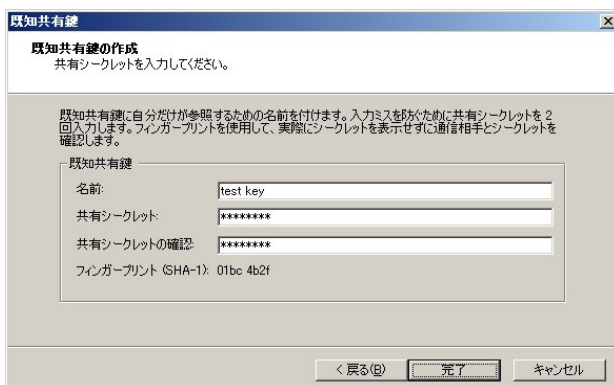 既知共有鍵
既知共有鍵の作成
共有シークレットを入力してください。
既知共有鍵に自分だけが参照するための名前を付けます。入力ミスを防ぐために共有シークレットを 2
回入力します。フィンガープリントを使用して、実際にシークレットを表示せずに通信相手とシークレットを
確認します。
既知共有鍵
名前: test key
共有シークレット: ********
共有シークレットの確認: ********
フィンガープリント (SHA-1): 01bc 4b2f
< 戻る(B) 完了 キャンセル